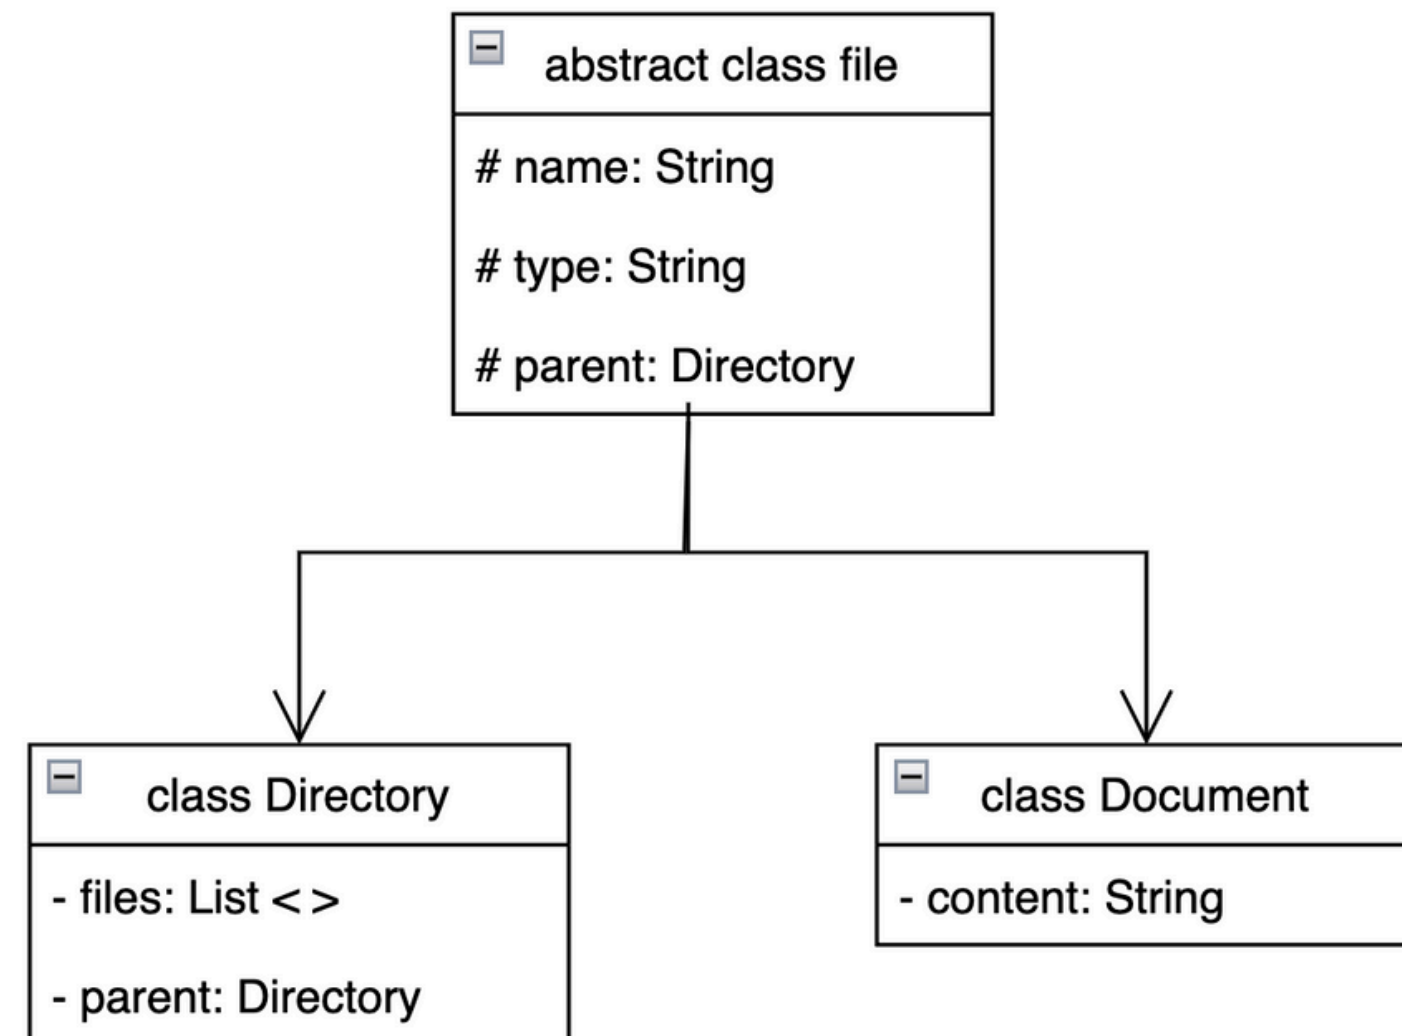 abstract class file
# name: String
# type: String
# parent: Directory
class Directory
- files: List < >
- parent: Directory
class Document
- content: String